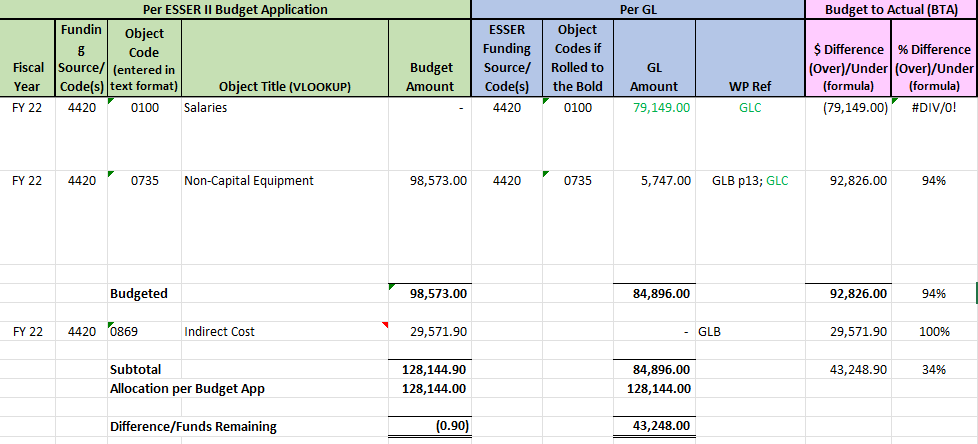 Per ESSER II Budget Application Per GL Budget to Actual (BTA)
Fiscal Year Fundin g Source/ Code(s) Object Code (entered in text format) Object Title (VLOOKUP) Budget Amount ESSER Funding Source/ Code(s) Object Codes if Rolled to the Bold GL Amount WP Ref $ Difference (Over)/Under (formula) % Difference (Over)/Under (formula)
FY 22 4420 0100 Salaries - 4420 0100 79,149.00 GLC (79,149.00) #DIV/0!
FY 22 4420 0735 Non-Capital Equipment 98,573.00 4420 0735 5,747.00 GLB p13; GLC 92,826.00 94%
Budgeted 98,573.00 84,896.00 92,826.00 94%
FY 22 4420 0869 Indirect Cost 29,571.90 - GLB 29,571.90 100%
Subtotal 128,144.90 84,896.00 43,248.90 34%
Allocation per Budget App 128,144.00 128,144.00
Difference/Funds Remaining (0.90) 43,248.00